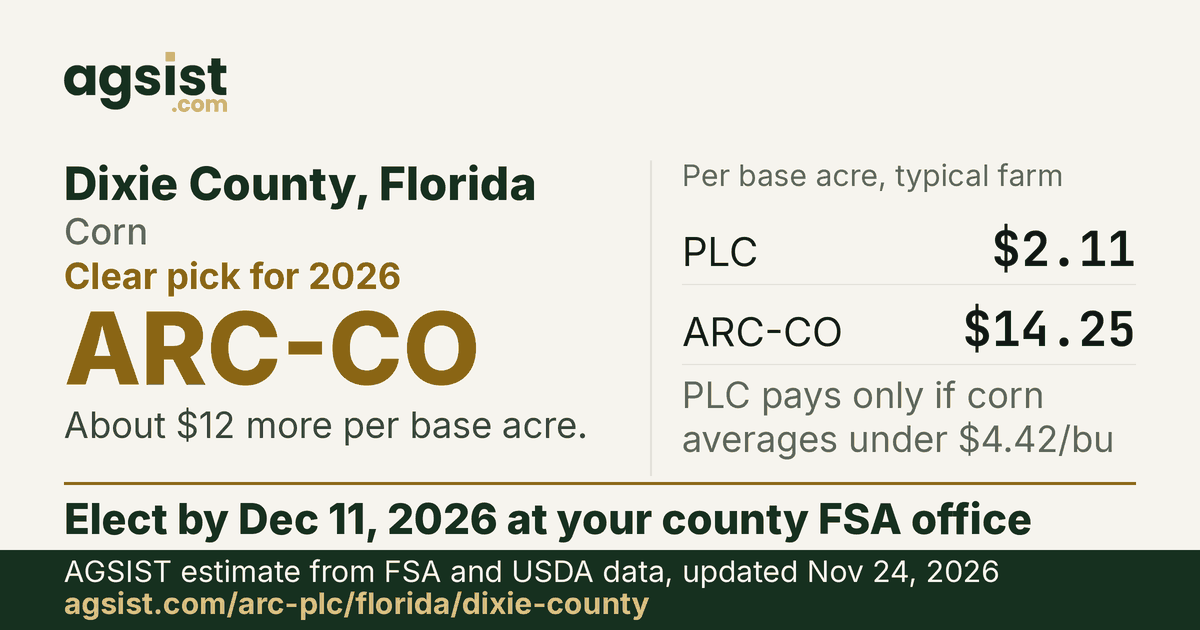 agsist
.com
Dixie County, Florida
Corn
Clear pick for 2026
ARC-CO
About $12 more per base acre.
Per base acre, typical farm
PLC $2.11
ARC-CO $14.25
PLC pays only if corn
averages under $4.42/bu
Elect by Dec 11, 2026 at your county FSA office
AGSIST estimate from FSA and USDA data, updated Nov 24, 2026
agsist.com/arc-plc/florida/dixie-county